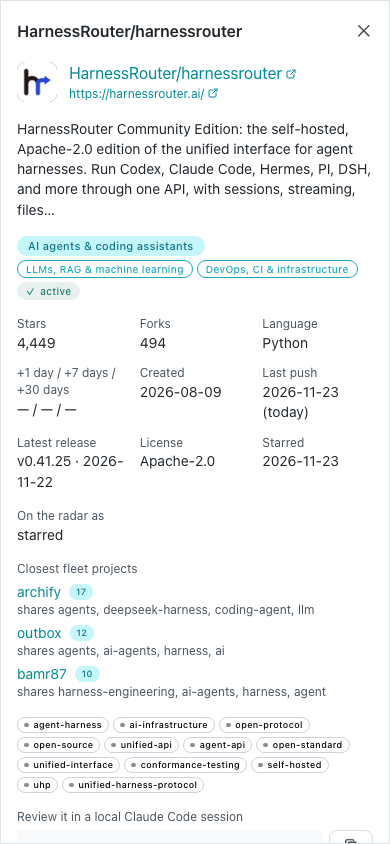 HarnessRouter/harnessrouter
hr
HarnessRouter/harnessrouter
https://harnessrouter.ai/
HarnessRouter Community Edition: the self-hosted,
Apache-2.0 edition of the unified interface for agent
harnesses. Run Codex, Claude Code, Hermes, PI, DSH,
and more through one API, with sessions, streaming,
files...
AI agents & coding assistants
LLMs, RAG & machine learning DevOps, CI & infrastructure
✓ active
Stars Forks Language
4,449 494 Python
+1 day / +7 days / Created Last push
+30 days 2026-08-09 2026-11-23
— / — / — (today)
Latest release License Starred
v0.41.25 · 2026- Apache-2.0 2026-11-23
11-22
On the radar as
starred
Closest fleet projects
archify 17
shares agents, deepseek-harness, coding-agent, llm
outbox 12
shares agents, ai-agents, harness, ai
bamr87 10
shares harness-engineering, ai-agents, harness, agent
agent-harness ai-infrastructure open-protocol
open-source unified-api agent-api open-standard
unified-interface conformance-testing self-hosted
uhp unified-harness-protocol
Review it in a local Claude Code session